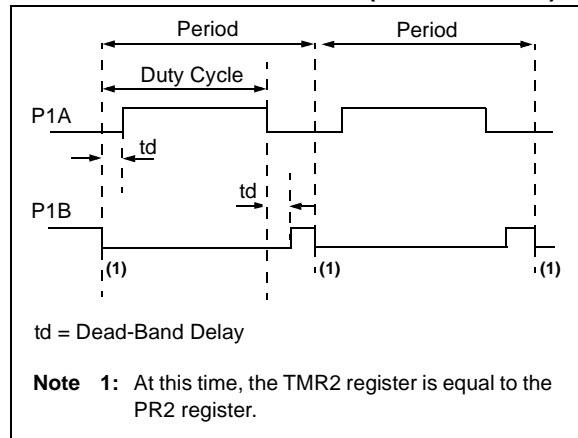 Period Period
Duty Cycle
P1A
td
td
P1B
(1) (1) (1)
td = Dead-Band Delay
Note 1: At this time, the TMR2 register is equal to the
PR2 register.